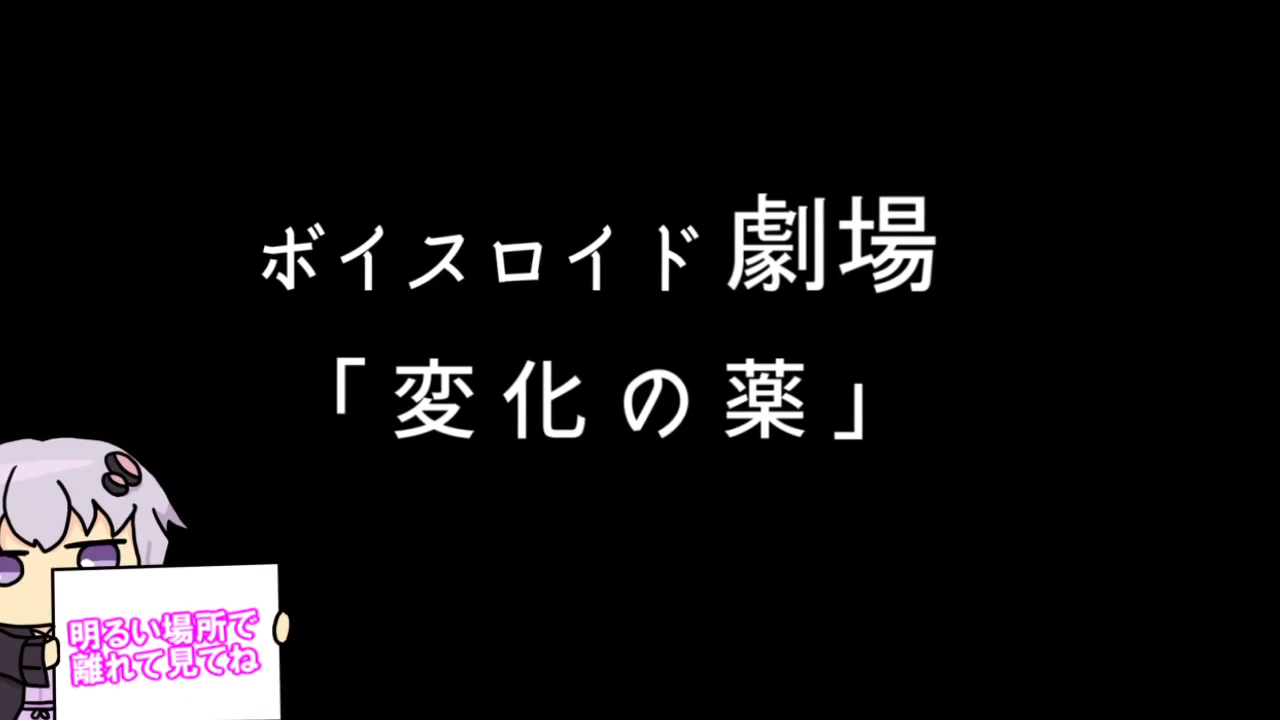 ボイスロイド劇場
「変化の薬」
明るい場所で
離れて見てね